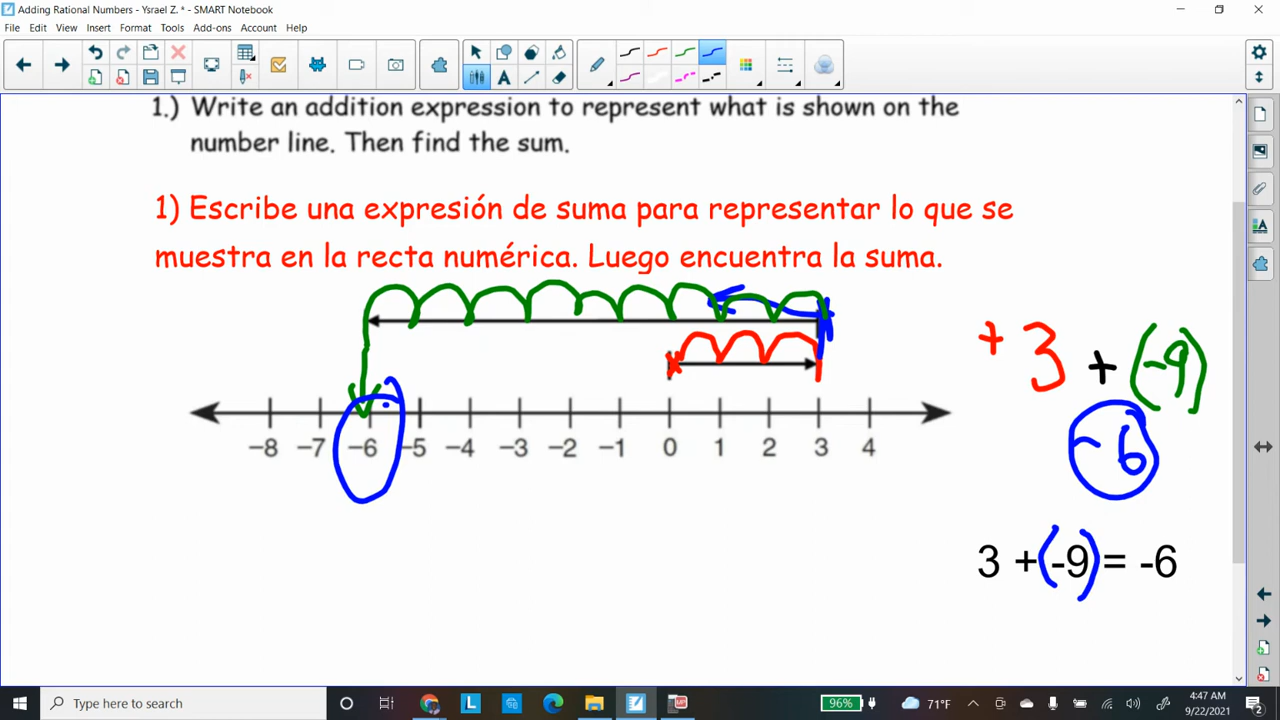 Adding Rational Numbers - Ysrael Z. * - SMART Notebook
File Edit View Insert Format Tools Add-ons Account Help
1.) Write an addition expression to represent what is shown on the
number line. Then find the sum.
1) Escribe una expresión de suma para representar lo que se
muestra en la recta numérica. Luego encuentra la suma.
+3 + (-9)
-6
-8 -7 -6 -5 -4 -3 -2 -1 0 1 2 3 4
3 +(-9)= -6
Type here to search
96%
71°F
4:47 AM
9/22/2021
2